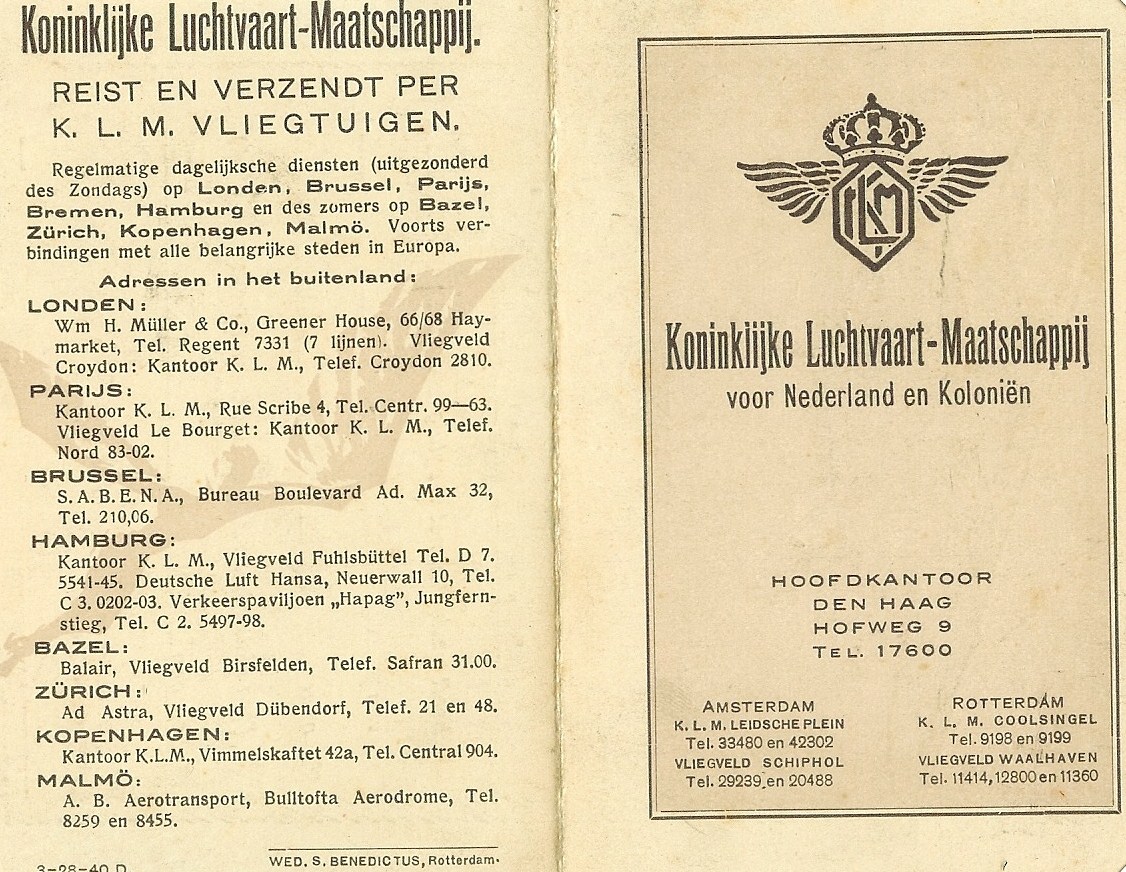 Koninklijke Luchtvaart-Maatschappij.
REIST EN VERZENDT PER
K. L. M. VLIEGTUIGEN.
Regelmatige dagelijksche diensten (uitgezonderd
des Zondags) op Londen, Brussel, Parijs,
Bremen, Hamburg en des zomers op Bazel,
Zürich, Kopenhagen, Malmö. Voorts ver-
bindingen met alle belangrijke steden in Europa.
Adressen in het buitenland:
LONDEN:
Wm H. Müller & Co., Greener House, 66/68 Hay-
market, Tel. Regent 7331 (7 lijnen). Vliegveld
Croydon: Kantoor K. L. M., Telef. Croydon 2810.
PARIJS:
Kantoor K. L. M., Rue Scribe 4, Tel. Centr. 99—63.
Vliegveld Le Bourget: Kantoor K. L. M., Telef.
Nord 83-02.
BRUSSEL:
S. A. B. E. N. A., Bureau Boulevard Ad. Max 32,
Tel. 210,06.
HAMBURG:
Kantoor K. L. M., Vliegveld Fuhlsbüttel Tel. D 7.
5541-45. Deutsche Luft Hansa, Neuerwall 10, Tel.
C 3. 0202-03. Verkeerspaviljoen „Hapag”, Jungfern-
stieg, Tel. C 2. 5497-98.
BAZEL:
Balair, Vliegveld Birsfelden, Telef. Safran 31.00.
ZÜRICH:
Ad Astra, Vliegveld Dübendorf, Telef. 21 en 48.
KOPENHAGEN:
Kantoor K.L.M., Vimmelskaftet 42a, Tel. Central 904.
MALMÖ:
A. B. Aerotransport, Bulltofta Aerodrome, Tel.
8259 en 8455.
3-28-40 D
WED. S. BENEDICTUS, Rotterdam.
KLM
Koninklijke Luchtvaart-Maatschappij
voor Nederland en Koloniën
HOOFDKANTOOR
DEN HAAG
HOFWEG 9
TEL. 17600
AMSTERDAM
K. L. M. LEIDSCHE PLEIN
Tel. 33480 en 42302
VLIEGVELD SCHIPHOL
Tel. 29239 en 20488
ROTTERDAM
K. L. M. COOLSINGEL
Tel. 9198 en 9199
VLIEGVELD WAALHAVEN
Tel. 11414, 12800 en 11360